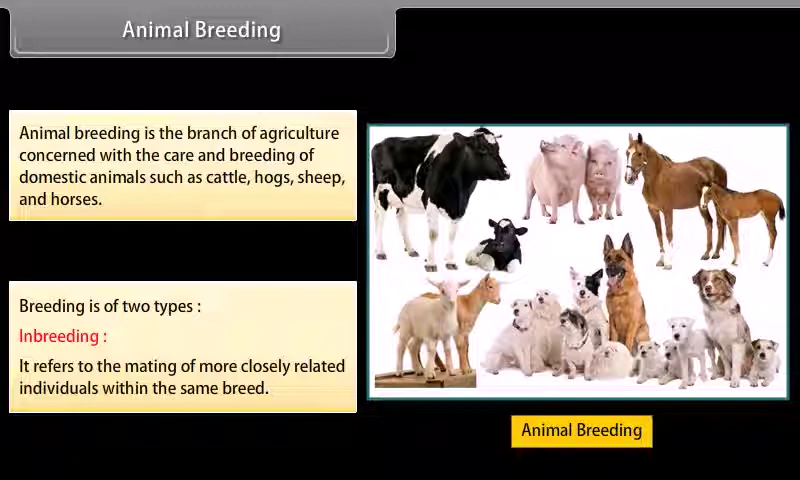 Animal Breeding
Animal breeding is the branch of agriculture
concerned with the care and breeding of
domestic animals such as cattle, hogs, sheep,
and horses.
Breeding is of two types :
Inbreeding :
It refers to the mating of more closely related
individuals within the same breed.
Animal Breeding